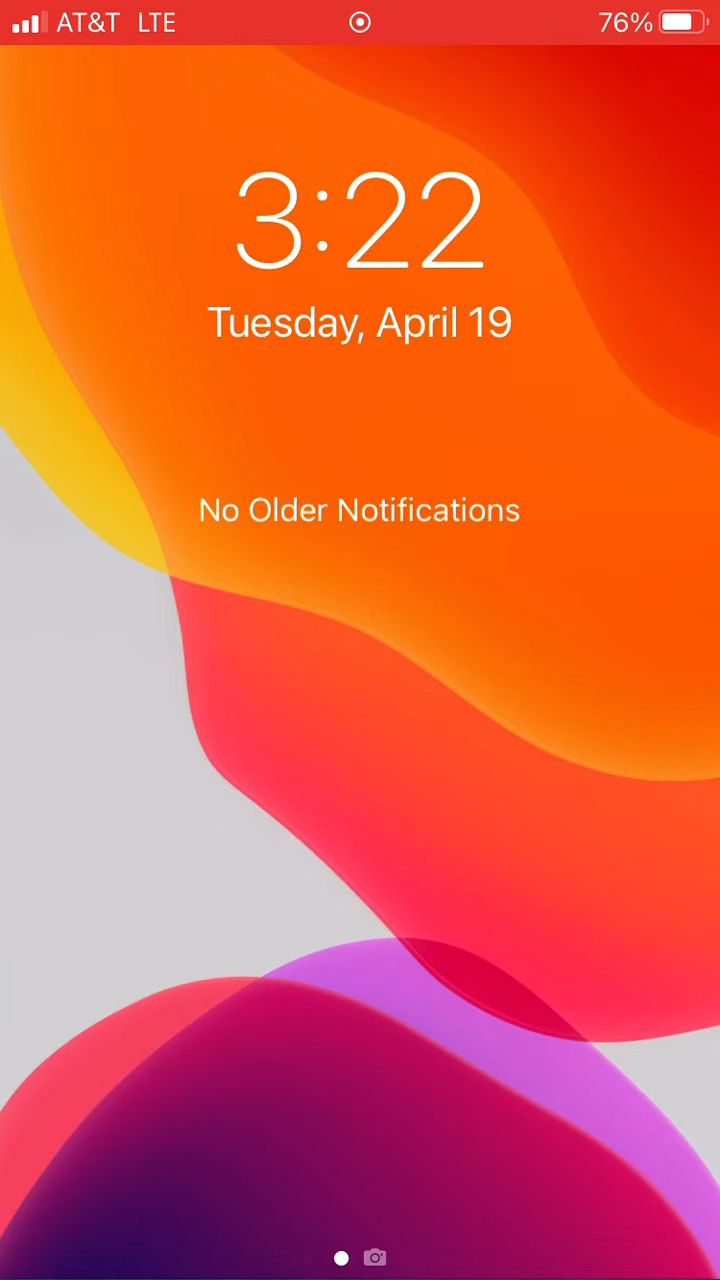 AT&T LTE 76%
3:22
Tuesday, April 19
No Older Notifications